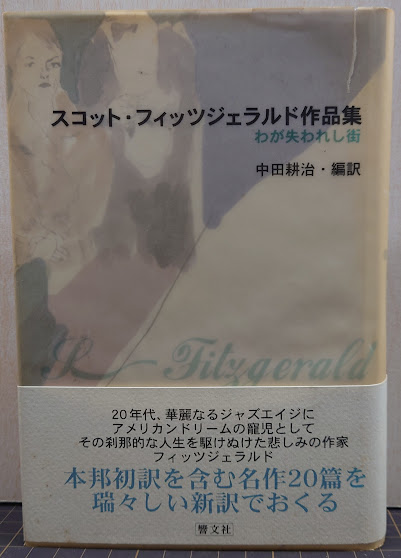 スコット・フィッツジェラルド作品集
わが失われし街
中田耕治・編訳
Fitzgerald
20年代、華麗なるジャズエイジに
アメリカンドリームの寵児として
その刹那的な人生を駆けぬけた悲しみの作家
フィッツジェラルド
本邦初訳を含む名作20篇を
瑞々しい新訳でおくる
響文社